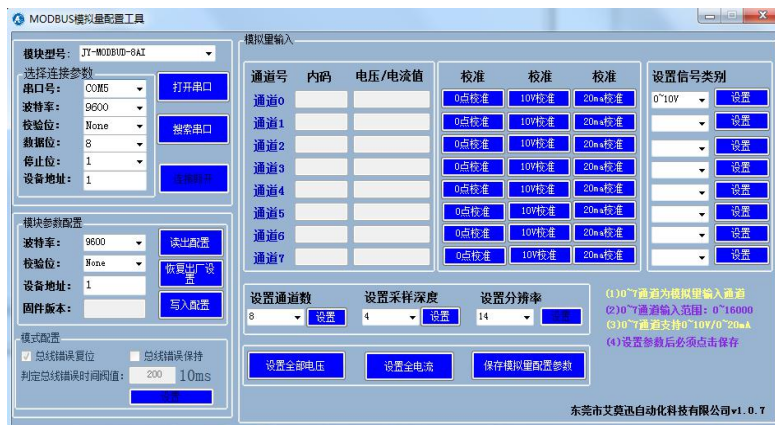 MODBUS模拟量配置工具
模块型号: JY-MODBUD-8AI
选择连接参数
串口号: COM5 打开串口
波特率: 9600
校验位: None 搜索串口
数据位: 8
停止位: 1
设备地址: 1
模块参数配置
波特率: 9600 读出配置
校验位: None 恢复出厂设置
设备地址: 1
固件版本: 写入配置
模式配置
总线错误复位 总线错误保持
判定总线错误时间阀值: 200 10ms
设置
模拟里输入
通道号 内码 电压/电流值 校准 校准 校准 设置信号类别
通道0 0点校准 10V校准 20ma校准 0~10V 设置
通道1 0点校准 10V校准 20ma校准 设置
通道2 0点校准 10V校准 20ma校准 设置
通道3 0点校准 10V校准 20ma校准 设置
通道4 0点校准 10V校准 20ma校准 设置
通道5 0点校准 10V校准 20ma校准 设置
通道6 0点校准 10V校准 20ma校准 设置
通道7 0点校准 10V校准 20ma校准 设置
设置通道数 设置采样深度 设置分辨率
8 设置 4 设置 14 设置
(1)0~7通道为模拟里输入通道
(2)0~7通道输入范围: 0~16000
(3)0~7通道支持0~10V/0~20mA
(4)设置参数后必须点击保存
设置全部电压 设置全电流 保存模拟里配置参数
东莞市艾莫迅自动化科技有限公司v1.0.7